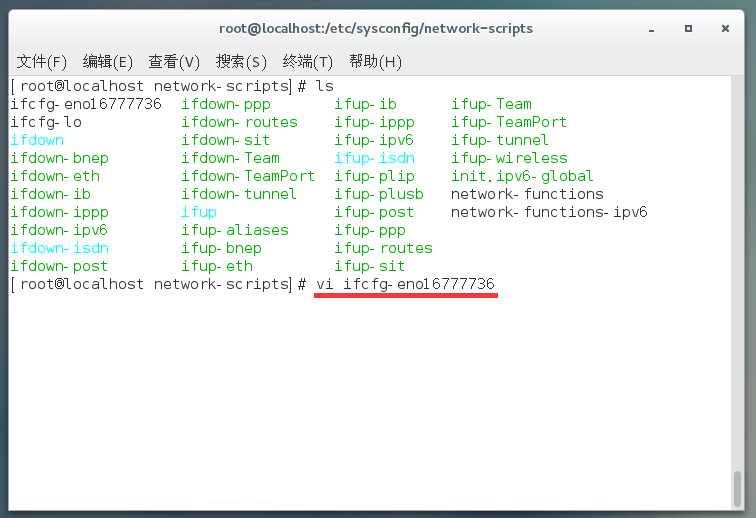 root@localhost:/etc/sysconfig/network-scripts
文件(F) 编辑(E) 查看(V) 搜索(S) 终端(T) 帮助(H)
[root@localhost network-scripts]# ls
ifcfg-eno16777736 ifdown-ppp ifup-ib ifup-Team
ifcfg-lo ifdown-routes ifup-ippp ifup-TeamPort
ifdown ifdown-sit ifup-ipv6 ifup-tunnel
ifdown-bnep ifdown-Team ifup-isdn ifup-wireless
ifdown-eth ifdown-TeamPort ifup-plip init.ipv6-global
ifdown-ib ifdown-tunnel ifup-plusb network-functions
ifdown-ippp ifup ifup-post network-functions-ipv6
ifdown-ipv6 ifup-aliases ifup-ppp
ifdown-isdn ifup-bnep ifup-routes
ifdown-post ifup-eth ifup-sit
[root@localhost network-scripts]# vi ifcfg-eno16777736